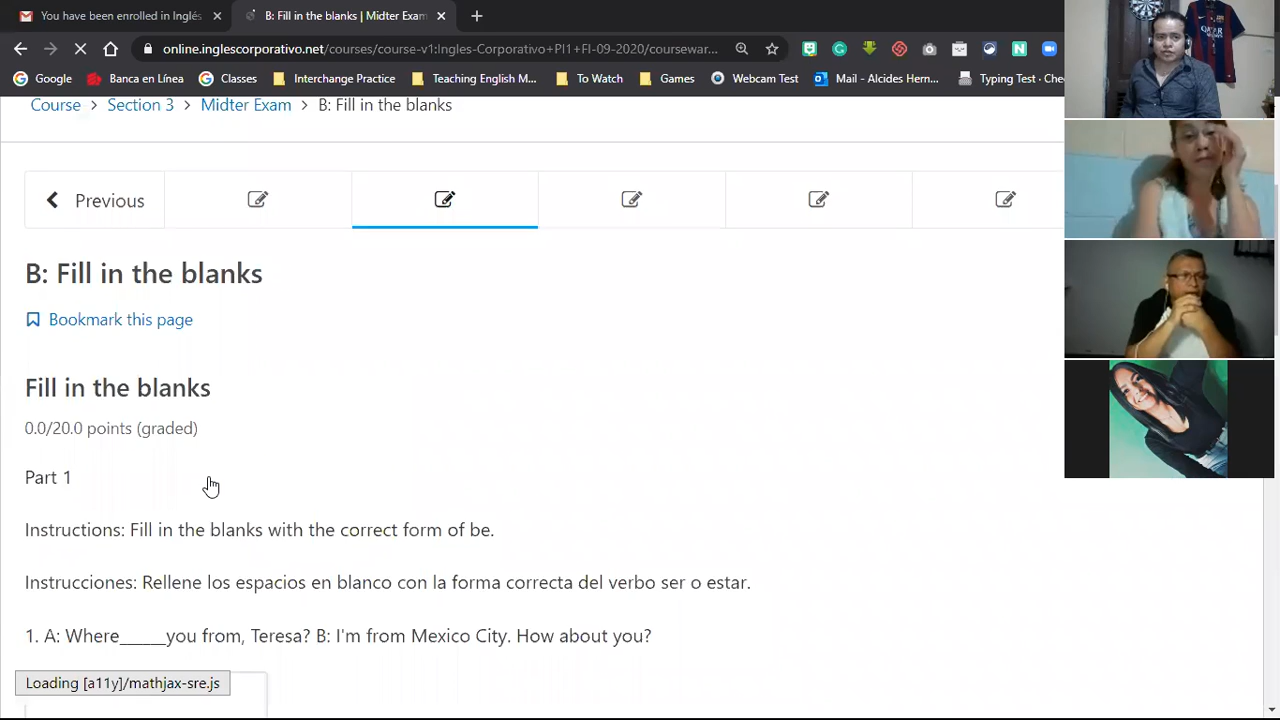 You have been enrolled in Inglés
B: Fill in the blanks | Midter Exam
online.inglescorporativo.net/courses/course-v1:Inglescorporativo+PI1+FI-09-2020/coursewar...
Google
Banca en Línea
Classes
Interchange Practice
Teaching English M...
To Watch
Games
Webcam Test
Mail - Alcides Hern...
Typing Test - Chec
QATAR
Course > Section 3 > Midter Exam > B: Fill in the blanks
Previous
B: Fill in the blanks
Bookmark this page
Fill in the blanks
0.0/20.0 points (graded)
Part 1
Instructions: Fill in the blanks with the correct form of be.
Instrucciones: Rellene los espacios en blanco con la forma correcta del verbo ser o estar.
1. A: Where______you from, Teresa? B: I'm from Mexico City. How about you?
Loading [a11y]/mathjax-sre.js